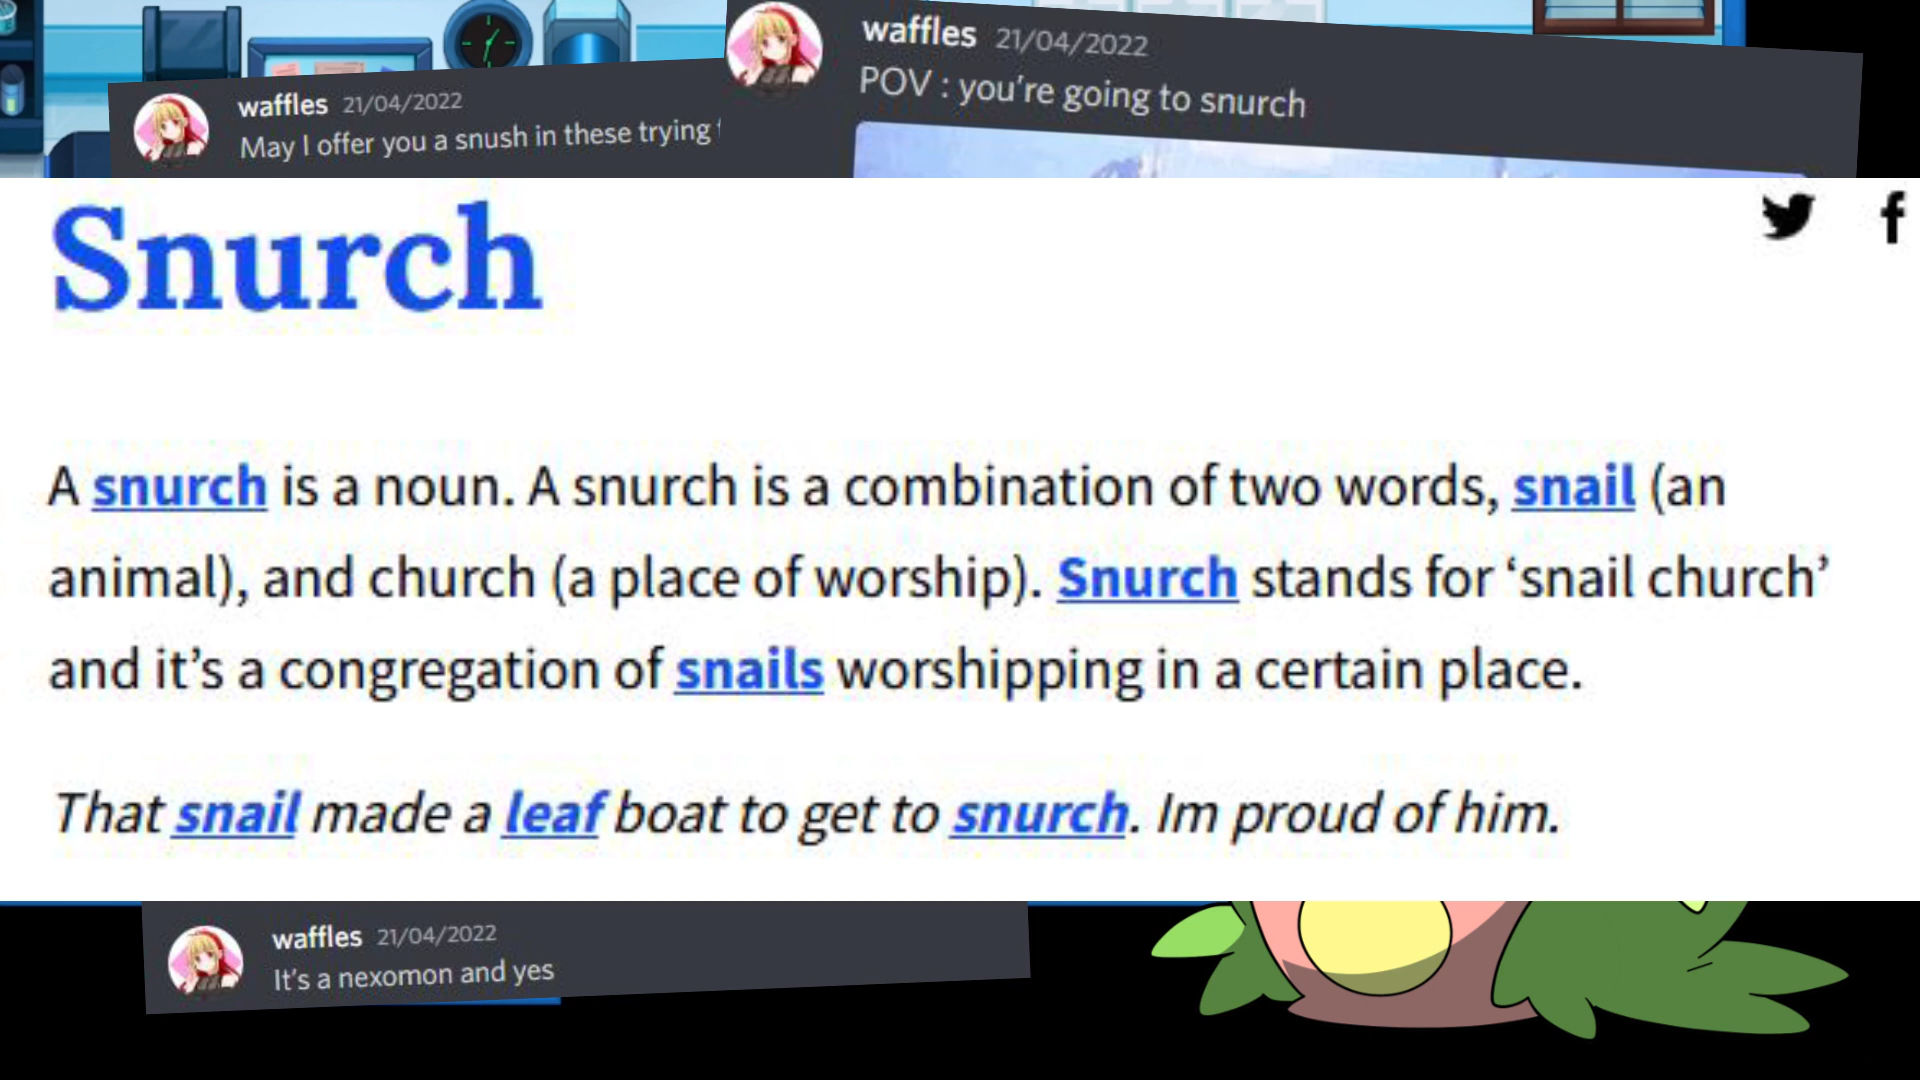 waffles 21/04/2022
May I offer you a snush in these trying
waffles 21/04/2022
POV : you're going to snurch
Snurch
A snurch is a noun. A snurch is a combination of two words, snail (an
animal), and church (a place of worship). Snurch stands for ‘snail church’
and it’s a congregation of snails worshipping in a certain place.
That snail made a leaf boat to get to snurch. Im proud of him.
waffles 21/04/2022
It's a nexomon and yes